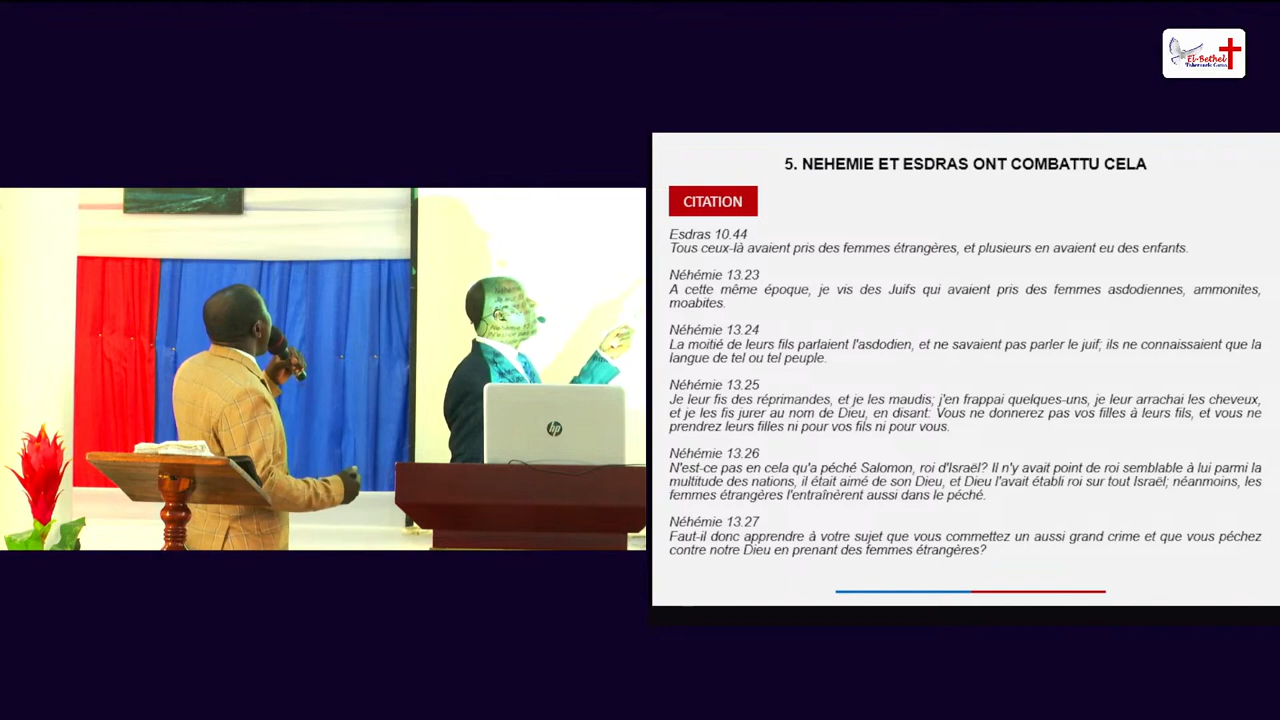 El-Bethel
5. NEHEMIE ET ESDRAS ONT COMBATTU CELA
CITATION
Esdras 10.44
Tous ceux-là avaient pris des femmes étrangères, et plusieurs en avaient eu des enfants.
Néhémie 13.23
A cette même époque, je vis des Juifs qui avaient pris des femmes asdodiennes, ammonites,
moabites.
Néhémie 13.24
La moitié de leurs fils parlaient l'asdodien, et ne savaient pas parler le juif; ils ne connaissaient que la
langue de tel ou tel peuple.
Néhémie 13.25
Je leur fis des réprimandes, et je les maudis; j'en frappai quelques-uns, je leur arrachai les cheveux,
et je les fis jurer au nom de Dieu, en disant: Vous ne donnerez pas vos filles à leurs fils, et vous ne
prendrez leurs filles ni pour vos fils ni pour vous.
Néhémie 13.26
N'est-ce pas en cela qu'a péché Salomon, roi d'Israël? Il n'y avait point de roi semblable à lui parmi la
multitude des nations, il était aimé de son Dieu, et Dieu l'avait établi roi sur tout Israël; néanmoins, les
femmes étrangères l'entraînèrent aussi dans le péché.
Néhémie 13.27
Faut-il donc apprendre à votre sujet que vous commettez un aussi grand crime et que vous péchez
contre notre Dieu en prenant des femmes étrangères?
hp